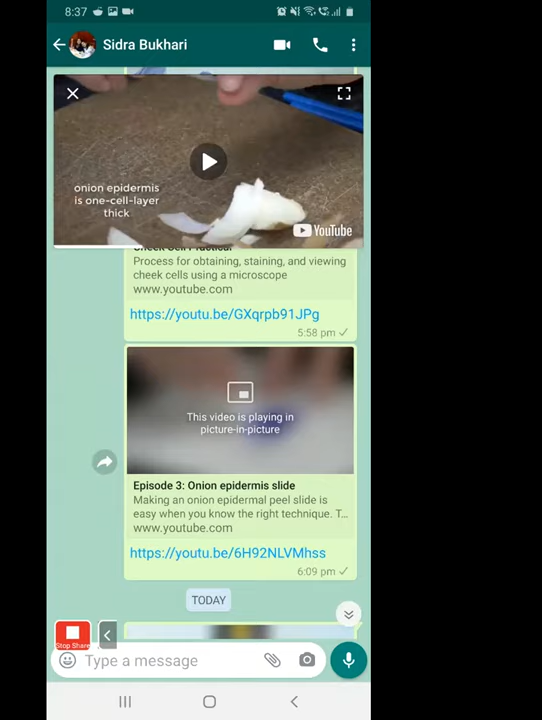 8:37
Sidra Bukhari
onion epidermis
is one-cell-layer
thick
YouTube
Process for obtaining, staining, and viewing
cheek cells using a microscope
www.youtube.com
https://youtu.be/GXqrpb91JPg
5:58 pm
This video is playing in
picture-in-picture
Episode 3: Onion epidermis slide
Making an onion epidermal peel slide is
easy when you know the right technique. T...
www.youtube.com
https://youtu.be/6H92NLVMhss
6:09 pm
TODAY
Stop Share
Type a message